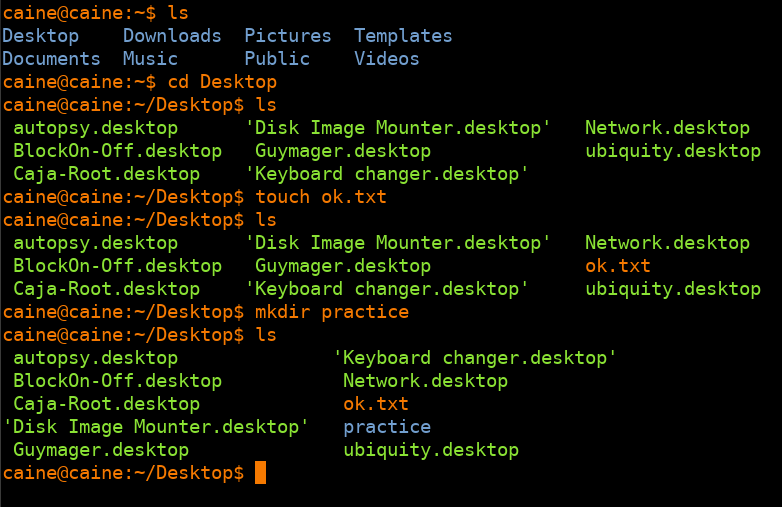 caine@caine:~$ ls
Desktop    Downloads  Pictures  Templates
Documents  Music      Public    Videos
caine@caine:~$ cd Desktop
caine@caine:~/Desktop$ ls
 autopsy.desktop      'Disk Image Mounter.desktop'   Network.desktop
 BlockOn-Off.desktop   Guymager.desktop              ubiquity.desktop
 Caja-Root.desktop    'Keyboard changer.desktop'
caine@caine:~/Desktop$ touch ok.txt
caine@caine:~/Desktop$ ls
 autopsy.desktop      'Disk Image Mounter.desktop'   Network.desktop
 BlockOn-Off.desktop   Guymager.desktop              ok.txt
 Caja-Root.desktop    'Keyboard changer.desktop'     ubiquity.desktop
caine@caine:~/Desktop$ mkdir practice
caine@caine:~/Desktop$ ls
 autopsy.desktop              'Keyboard changer.desktop'
 BlockOn-Off.desktop           Network.desktop
 Caja-Root.desktop             ok.txt
'Disk Image Mounter.desktop'   practice
 Guymager.desktop              ubiquity.desktop
caine@caine:~/Desktop$